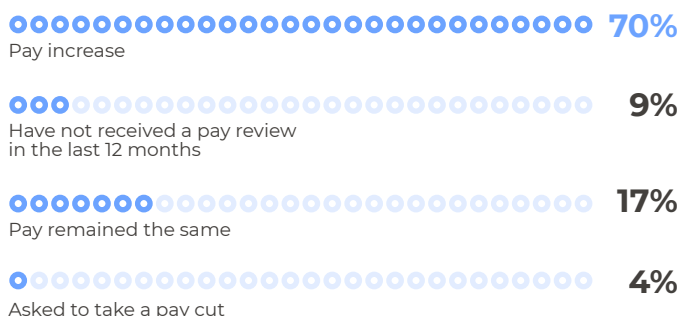 70%
Pay increase
9%
Have not received a pay review
in the last 12 months
17%
Pay remained the same
4%
Asked to take a pay cut